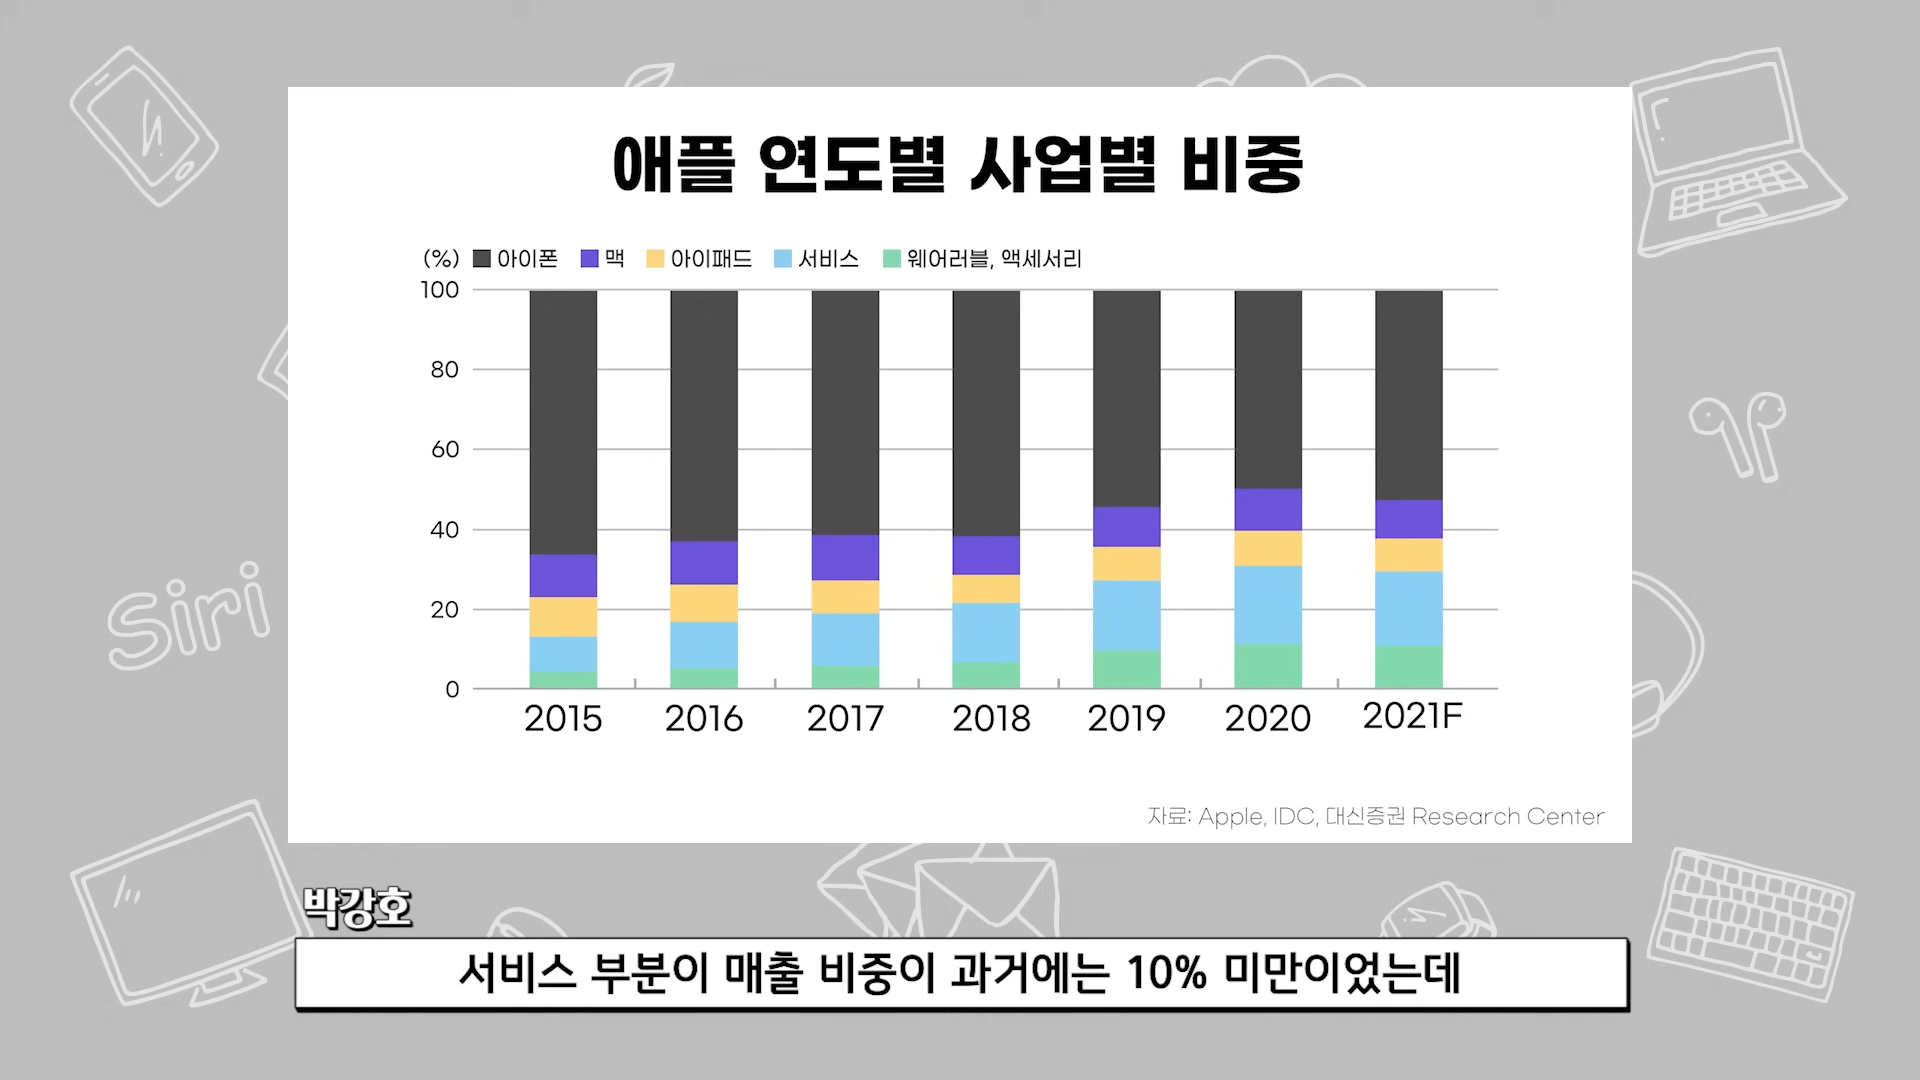 애플 연도별 사업별 비중
(%) 아이폰 맥 아이패드 서비스 웨어러블, 액세서리
100
80
60
40
20
0
2015 2016 2017 2018 2019 2020 2021F
자료: Apple, IDC, 대신증권 Research Center
Siri
박강호
서비스 부분이 매출 비중이 과거에는 10% 미만이었는데